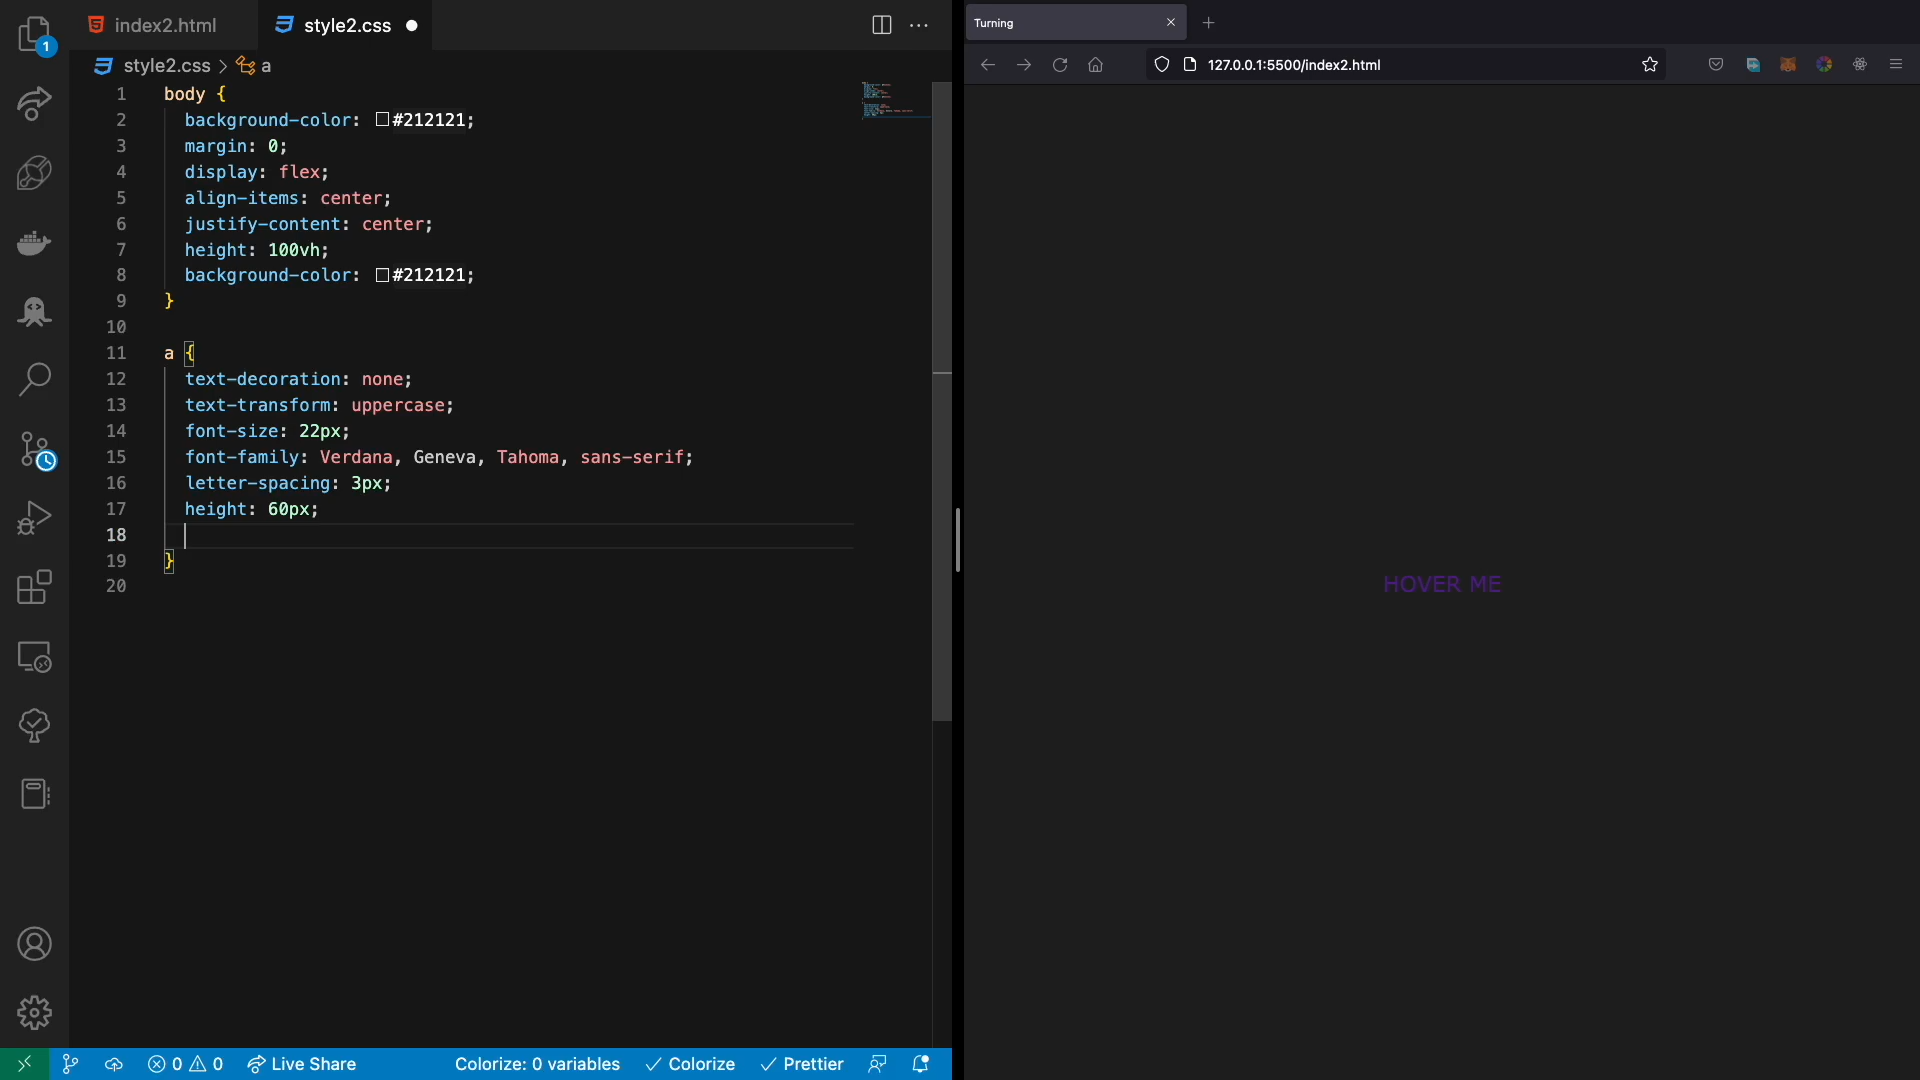 index2.html
style2.css
Turning
127.0.0.1:5500/index2.html
style2.css > a
1
1 body {
2 background-color: #212121;
3 margin: 0;
4 display: flex;
5 align-items: center;
6 justify-content: center;
7 height: 100vh;
8 background-color: #212121;
9 }
10
11 a {
12 text-decoration: none;
13 text-transform: uppercase;
14 font-size: 22px;
15 font-family: Verdana, Geneva, Tahoma, sans-serif;
16 letter-spacing: 3px;
17 height: 60px;
18
19 }
20
HOVER ME
0 0 Live Share Colorize: 0 variables Colorize Prettier